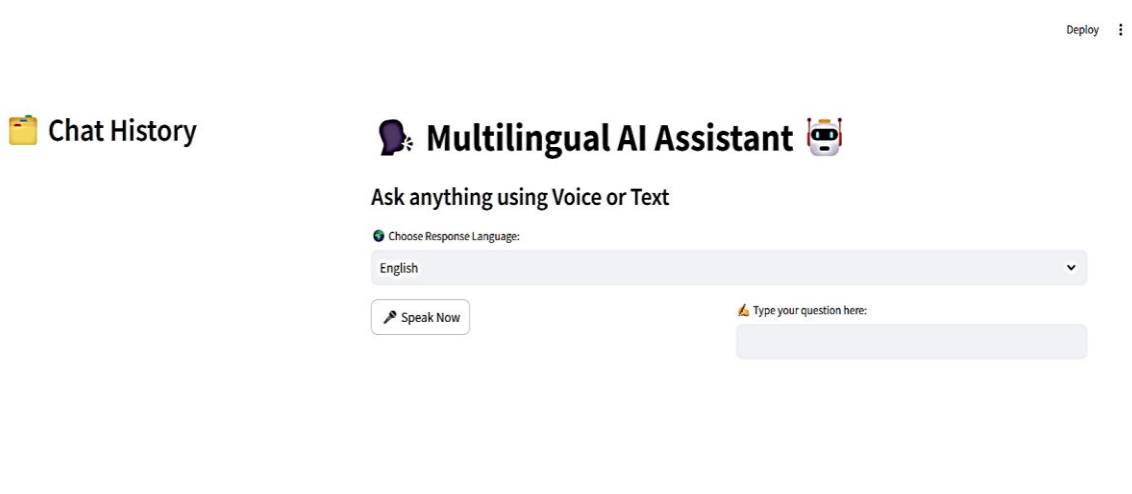 Deploy
Chat History
Multilingual AI Assistant
Ask anything using Voice or Text
Choose Response Language:
English
Speak Now
Type your question here: